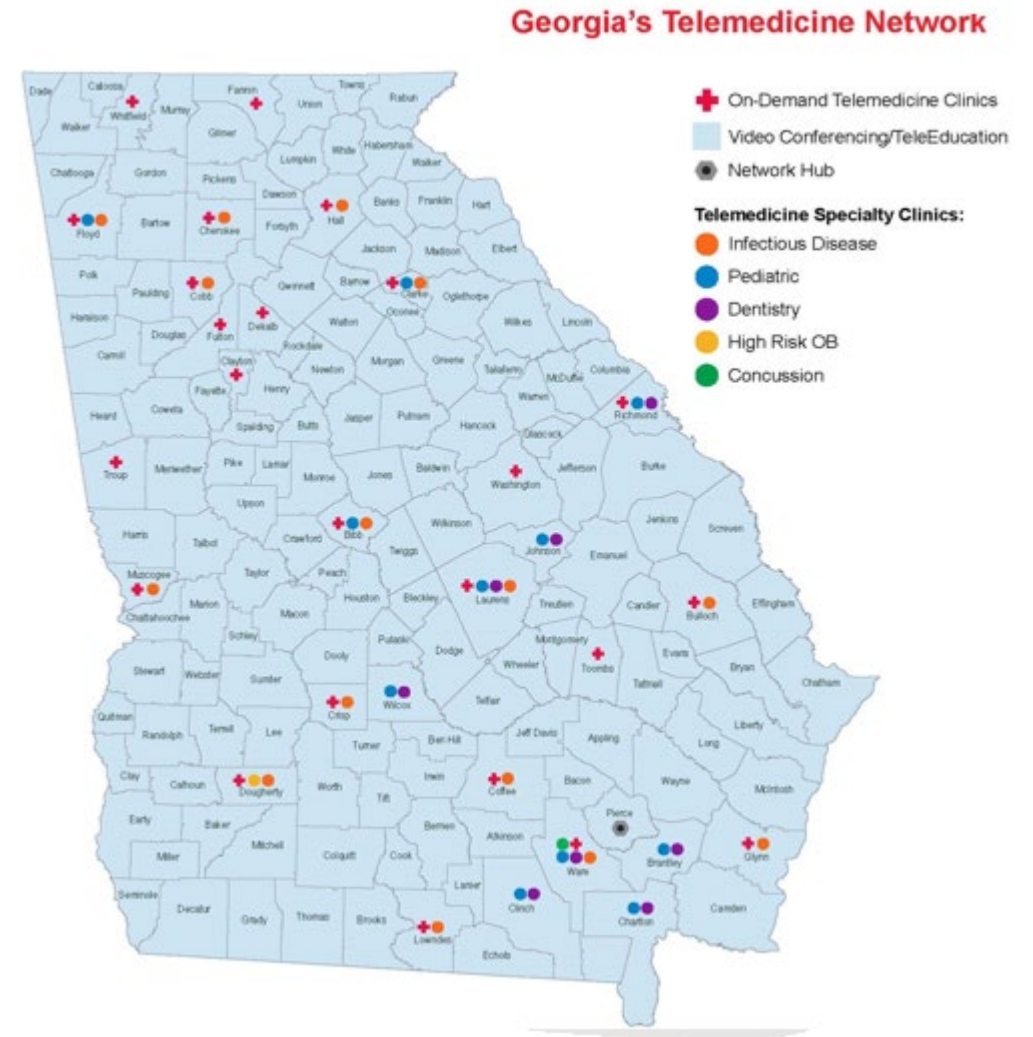 Georgia's Telemedicine Network
On-Demand Telemedicine Clinics
Video Conferencing/TeleEducation
Network Hub
Telemedicine Specialty Clinics:
Infectious Disease
Pediatric
Dentistry
High Risk OB
Concussion
Dade
Catoosa
Whitfield
Murray
Fannin
Union
Towns
Rabun
Walker
Gilmer
White
Habersham
Lumpkin
Walker
Chattooga
Gordon
Pickens
Dawson
Banks
Franklin
Hart
Floyd
Bartow
Cherokee
Forsyth
Hall
Jackson
Madison
Elbert
Polk
Paulding
Cobb
Gwinnett
Barrow
Clarke
Oconee
Oglethorpe
Haralson
Douglas
Fulton
Dekalb
Walton
Wilkes
Lincoln
Carroll
Clayton
Rockdale
Newton
Morgan
Greene
Taliaferro
McDuffie
Columbia
Fayette
Henry
Warren
Richmond
Heard
Coweta
Spalding
Butts
Jasper
Putnam
Hancock
Glascock
Troup
Meriwether
Pike
Lamar
Monroe
Jones
Baldwin
Washington
Jefferson
Burke
Upson
Harris
Talbot
Crawford
Bibb
Twiggs
Wilkinson
Johnson
Emanuel
Jenkins
Screven
Muscogee
Taylor
Peach
Houston
Bleckley
Laurens
Treutlen
Candler
Bulloch
Effingham
Chattahoochee
Marion
Macon
Schley
Dooly
Pulaski
Dodge
Montgomery
Wheeler
Toombs
Evans
Tattnall
Bryan
Chatham
Stewart
Webster
Sumter
Crisp
Wilcox
Telfair
Quitman
Randolph
Terrell
Lee
Turner
Ben Hill
Jeff Davis
Appling
Long
Liberty
Clay
Calhoun
Dougherty
Worth
Tift
Irwin
Coffee
Bacon
Wayne
McIntosh
Early
Baker
Mitchell
Berrien
Atkinson
Pierce
Miller
Colquitt
Cook
Ware
Brantley
Glynn
Seminole
Decatur
Grady
Thomas
Brooks
Lanier
Clinch
Charlton
Camden
Lowndes
Echols